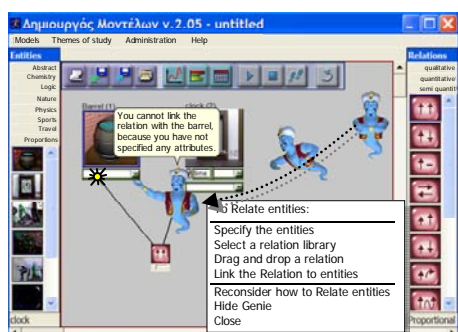 Δημιουργός Μοντέλων v.2.05 - untitled
Models Themes of study Administration Help
Entities
Relations
Abstract
Chemistry
Logic
Nature
Physics
Sports
Travel
Proportions
qualitative
quantitative
semi quantit
Barrel (1)
clock (2)
You cannot link the
relation with the barrel,
because you have not
specified any attributes.
To Relate entities:
Specify the entities
Select a relation library
Drag and drop a relation
Link the Relation to entities
Reconsider how to Relate entities
Hide Genie
Close
clock
Proportional